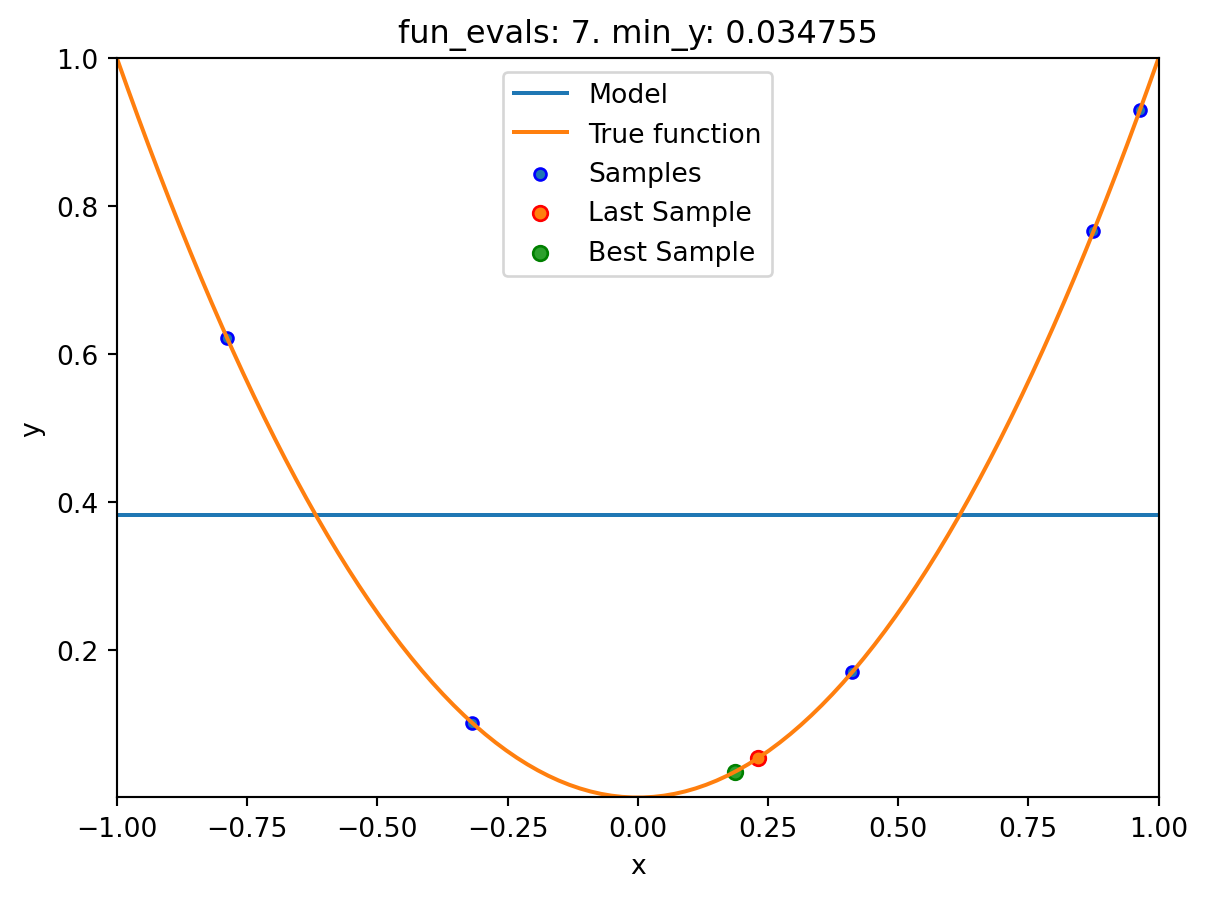 fun_evals: 7. min_y: 0.034755
Model
True function
Samples
Last Sample
Best Sample
1.0
0.8
0.6
0.4
0.2
y
−1.00 −0.75 −0.50 −0.25 0.00 0.25 0.50 0.75 1.00
x